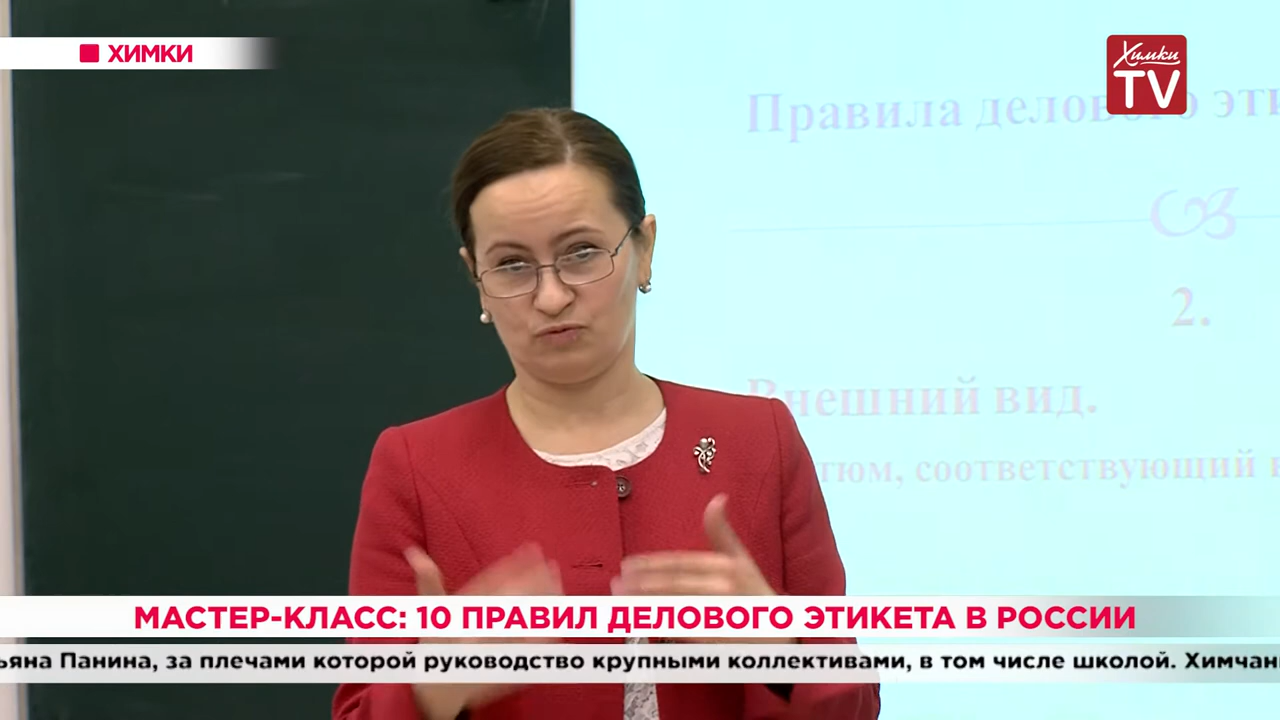 ХИМКИ
Химки
TV
Правила делового эти
2.
Внешний вид.
тюм, соответствующий в
МАСТЕР-КЛАСС: 10 ПРАВИЛ ДЕЛОВОГО ЭТИКЕТА В РОССИИ
ьяна Панина, за плечами которой руководство крупными коллективами, в том числе школой. Химчан